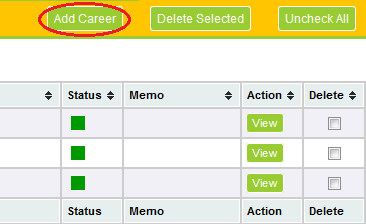 Add Career Delete Selected Uncheck All
Status Memo Action Delete
View
View
View
Status Memo Action Delete